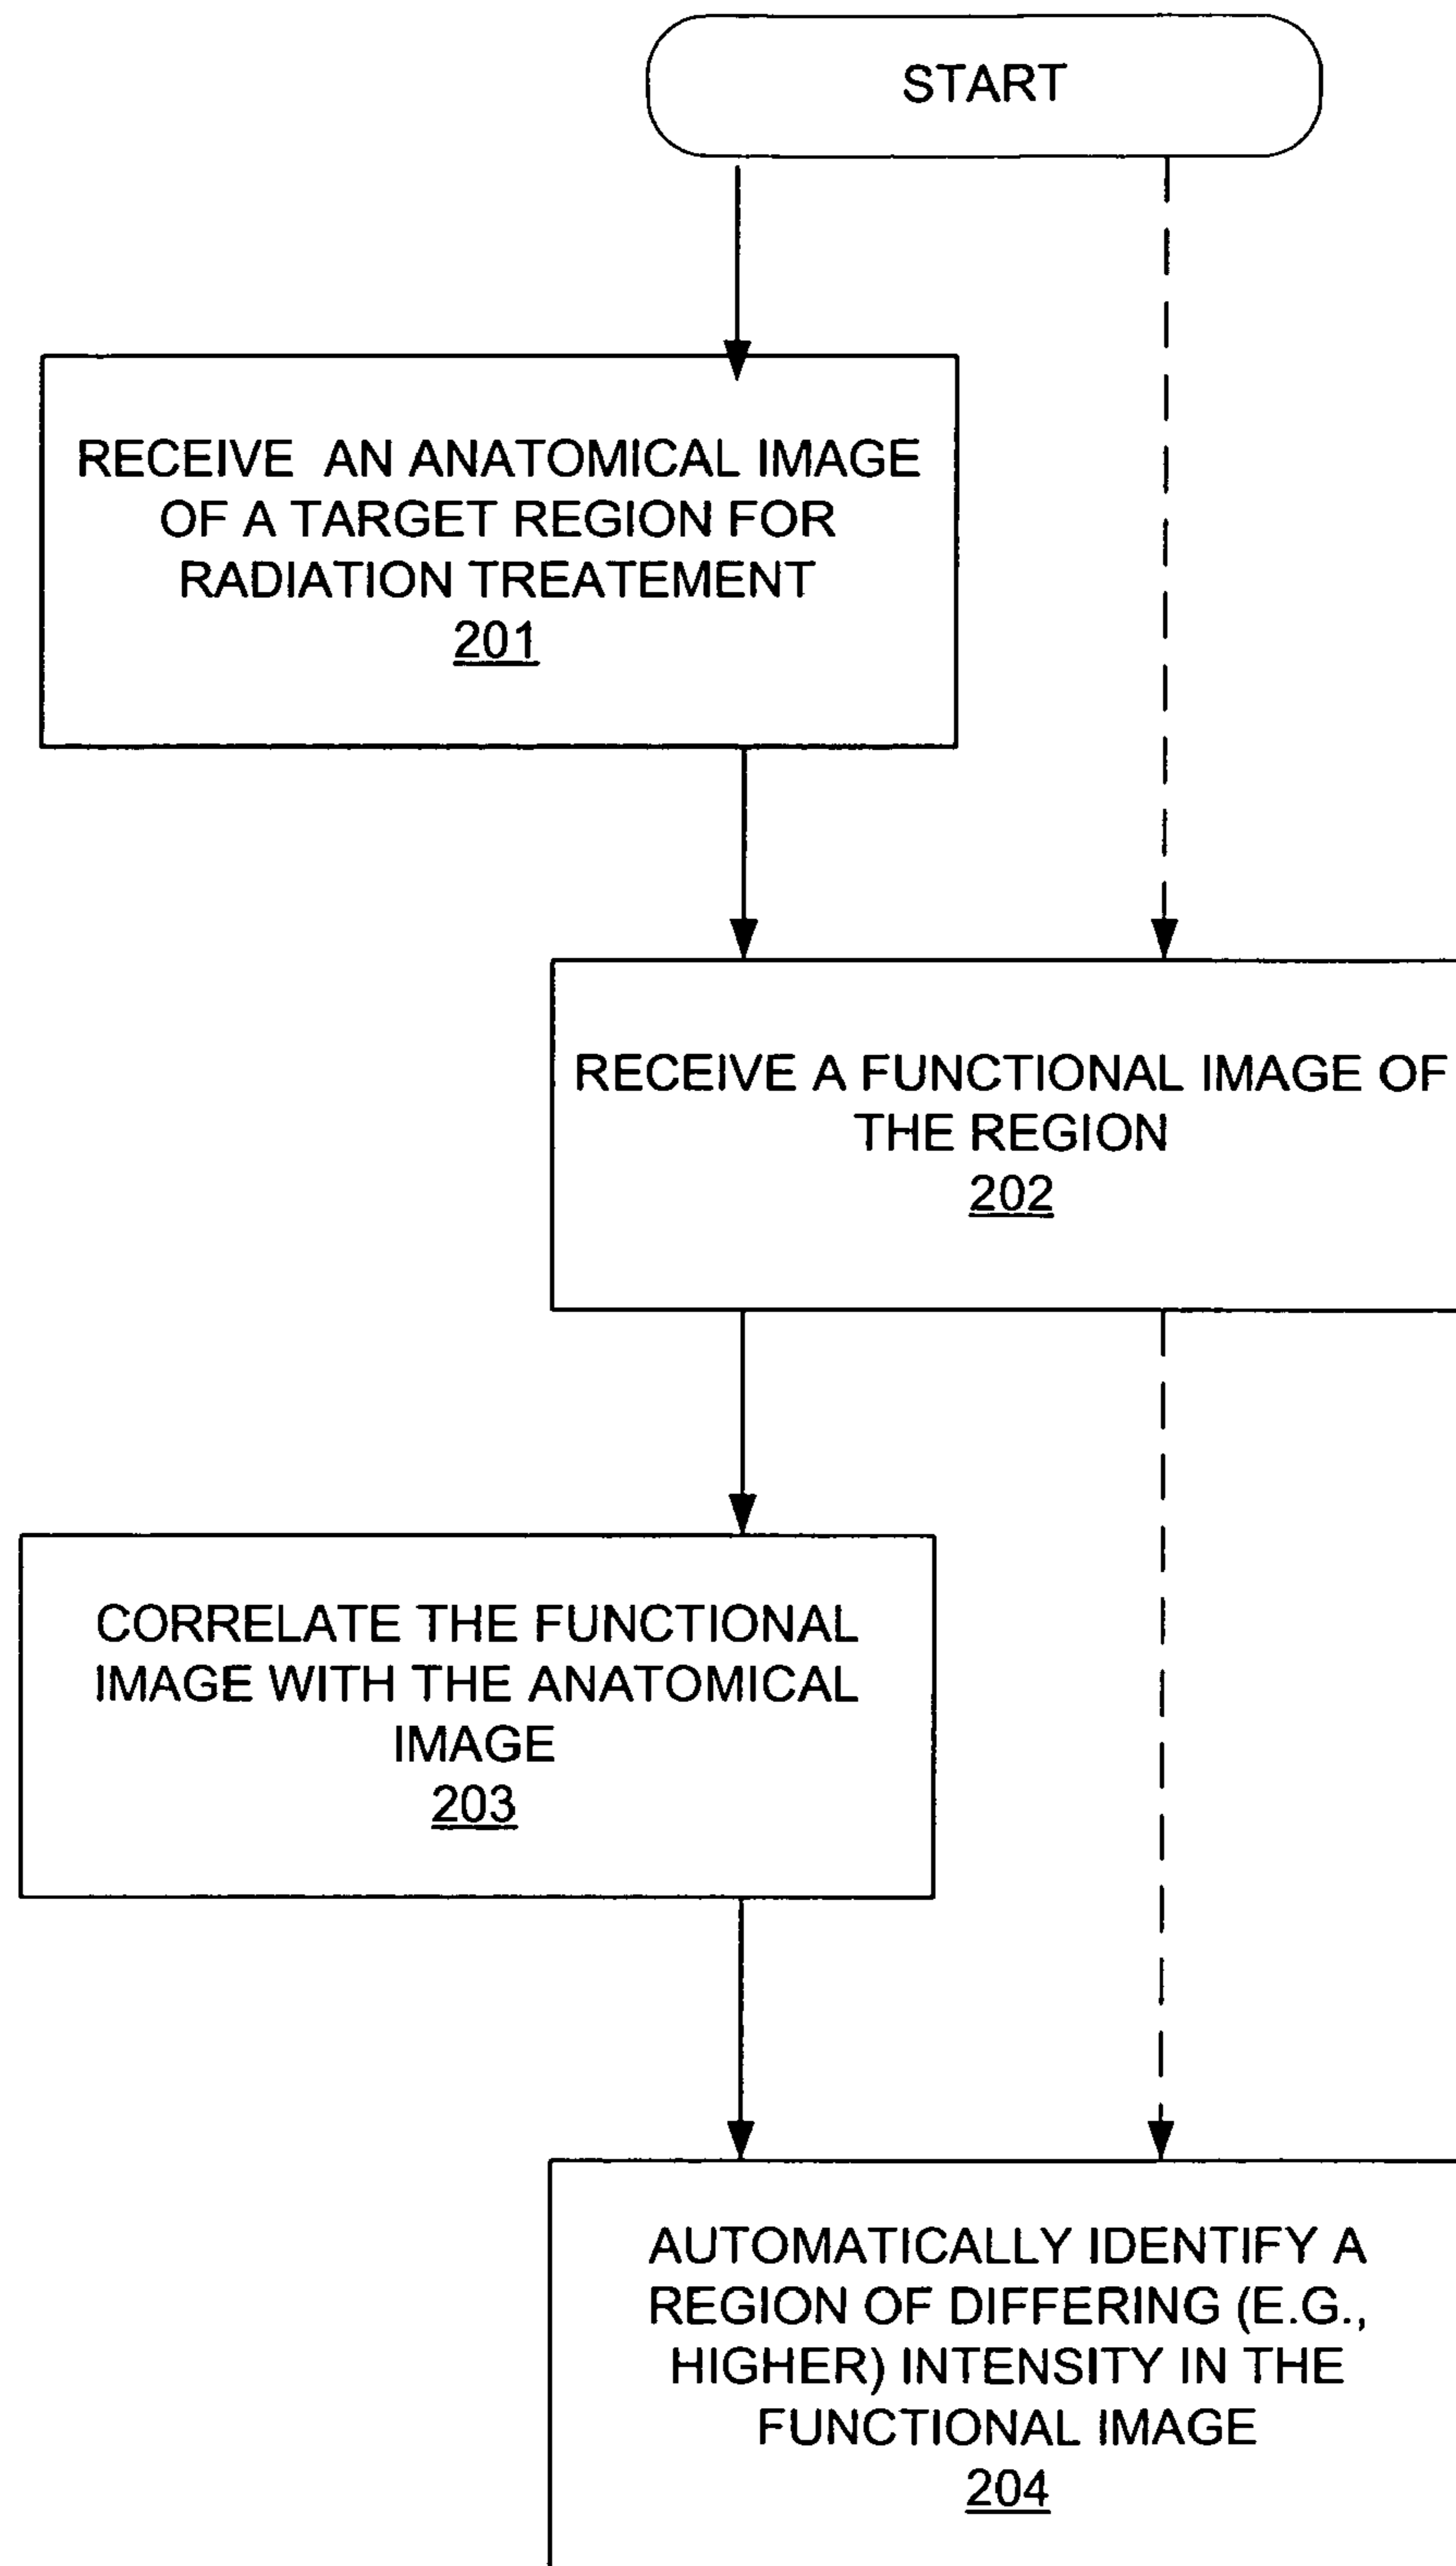 START
RECEIVE AN ANATOMICAL IMAGE
OF A TARGET REGION FOR
RADIATION TREATEMENT
201
RECEIVE A FUNCTIONAL IMAGE OF
THE REGION
202
CORRELATE THE FUNCTIONAL
IMAGE WITH THE ANATOMICAL
IMAGE
203
AUTOMATICALLY IDENTIFY A
REGION OF DIFFERING (E.G.,
HIGHER) INTENSITY IN THE
FUNCTIONAL IMAGE
204